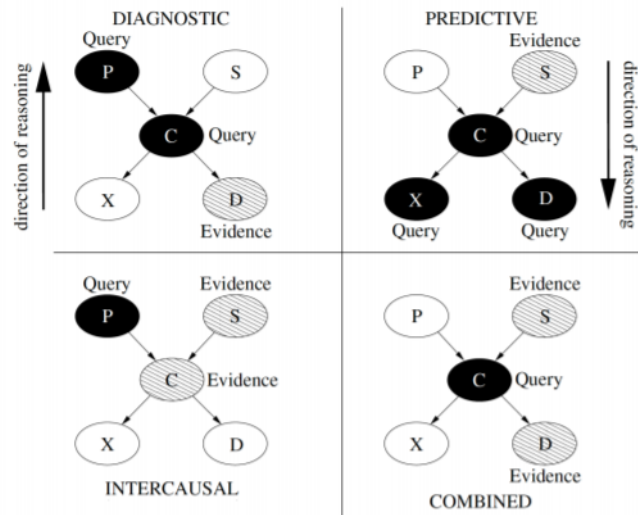 DIAGNOSTIC
Query
P
S
C
Query
X
D
Evidence
direction of reasoning
PREDICTIVE
Evidence
P
S
C
Query
X
D
Query
Query
direction of reasoning
Query
Evidence
P
S
C
Evidence
X
D
INTERCAUSAL
Evidence
P
S
C
Query
X
D
Evidence
COMBINED